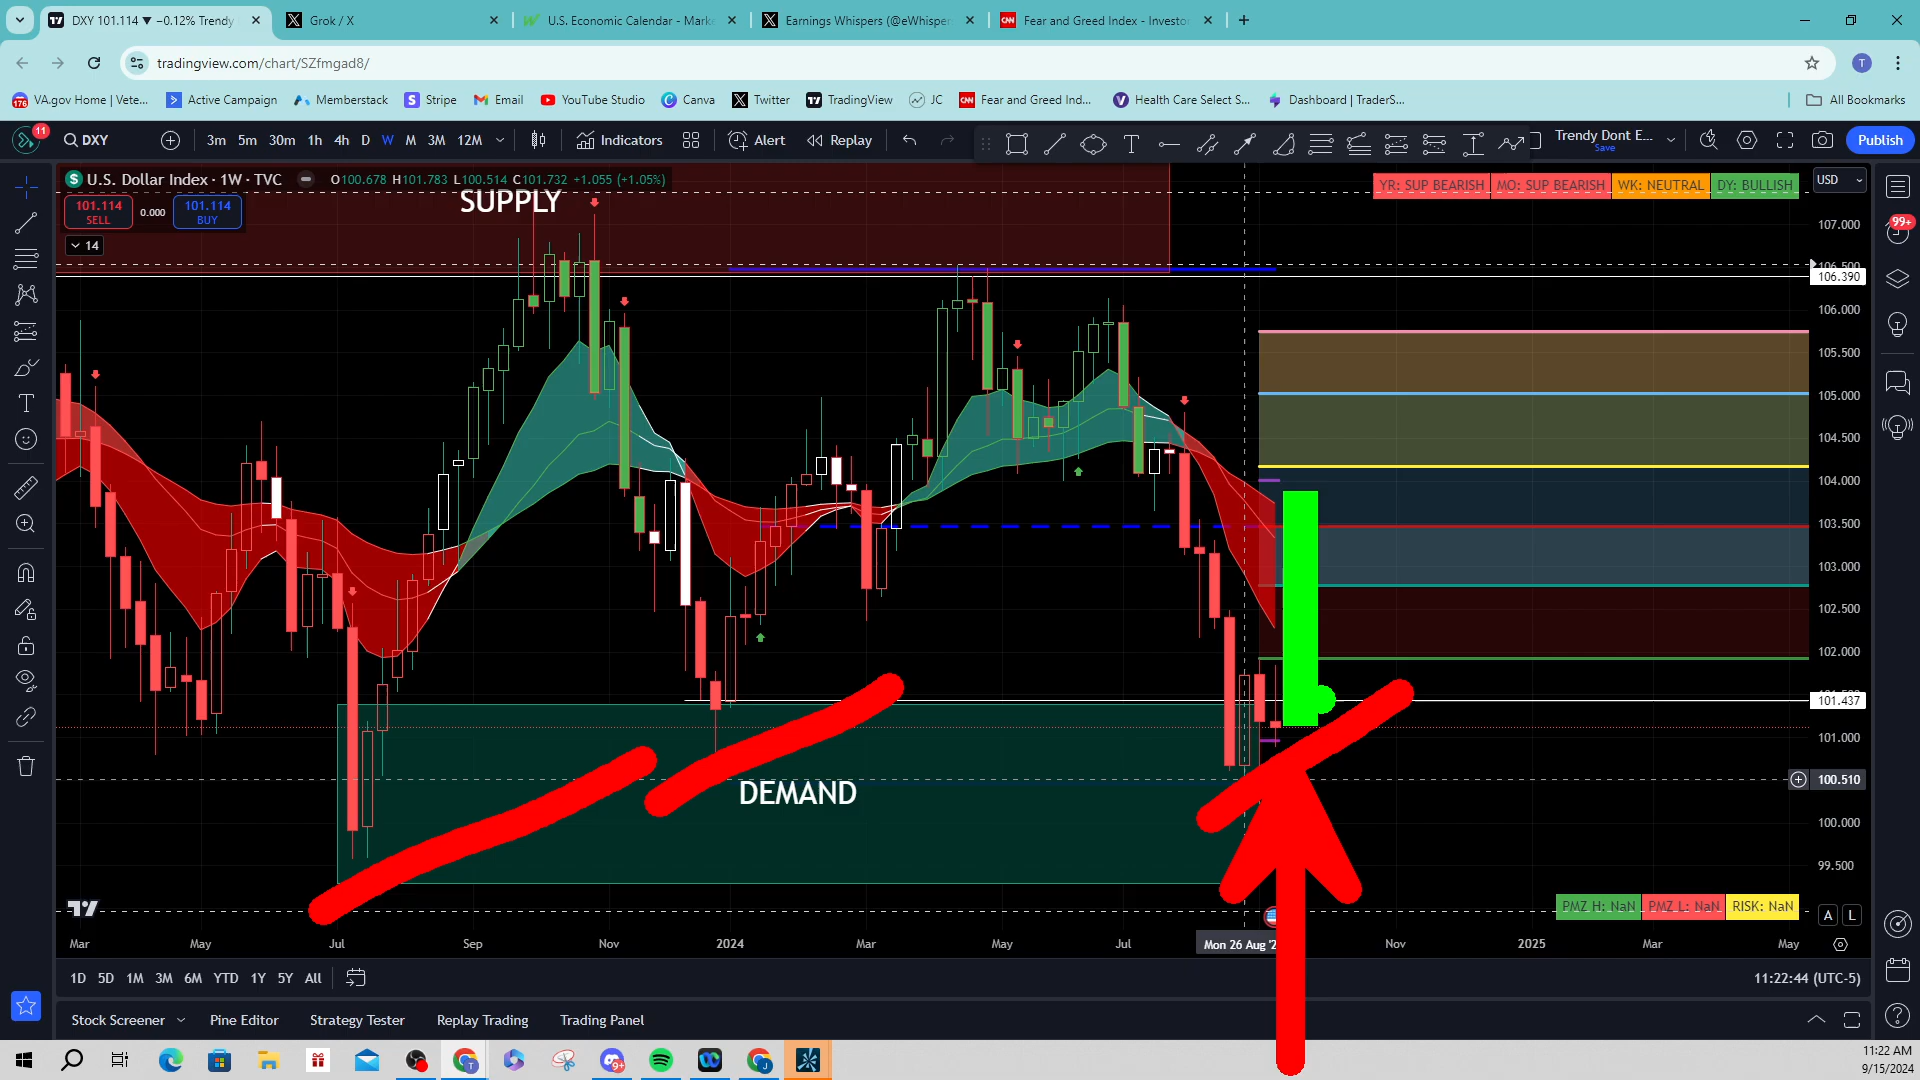 DXY 101.114 ▼ −0.12% Trendy
Grok / X
U.S. Economic Calendar - Marke
Earnings Whispers (@eWhisper
Fear and Greed Index - Investo
tradingview.com/chart/SZfmgad8/
T
VA.gov Home | Vete...
Active Campaign
Memberstack
Stripe
Email
YouTube Studio
Canva
Twitter
TradingView
JC
Fear and Greed Ind...
Health Care Select S...
Dashboard | TraderS...
All Bookmarks
11
DXY
3m 5m 30m 1h 4h D W M 3M 12M
Indicators
Alert
Replay
Trendy Dont E...
Save
Publish
U.S. Dollar Index · 1W · TVC
O100.678 H101.783 L100.514 C101.732 +1.055 (+1.05%)
YR: SUP BEARISH
MO: SUP BEARISH
WK: NEUTRAL
DY: BULLISH
USD
SUPPLY
101.114
SELL
0.000
101.114
BUY
14
99+
107.000
106.390
106.000
105.500
105.000
104.500
104.000
103.500
103.000
102.500
102.000
101.437
101.000
100.510
100.000
99.500
DEMAND
PMZ H: NaN
PMZ L: NaN
RISK: NaN
A
L
Mar May Jul Sep Nov 2024 Mar May Jul Mon 26 Aug '2 Nov 2025 Mar May
1D 5D 1M 3M 6M YTD 1Y 5Y All
11:22:44 (UTC-5)
Stock Screener
Pine Editor
Strategy Tester
Replay Trading
Trading Panel
11:22 AM
9/15/2024